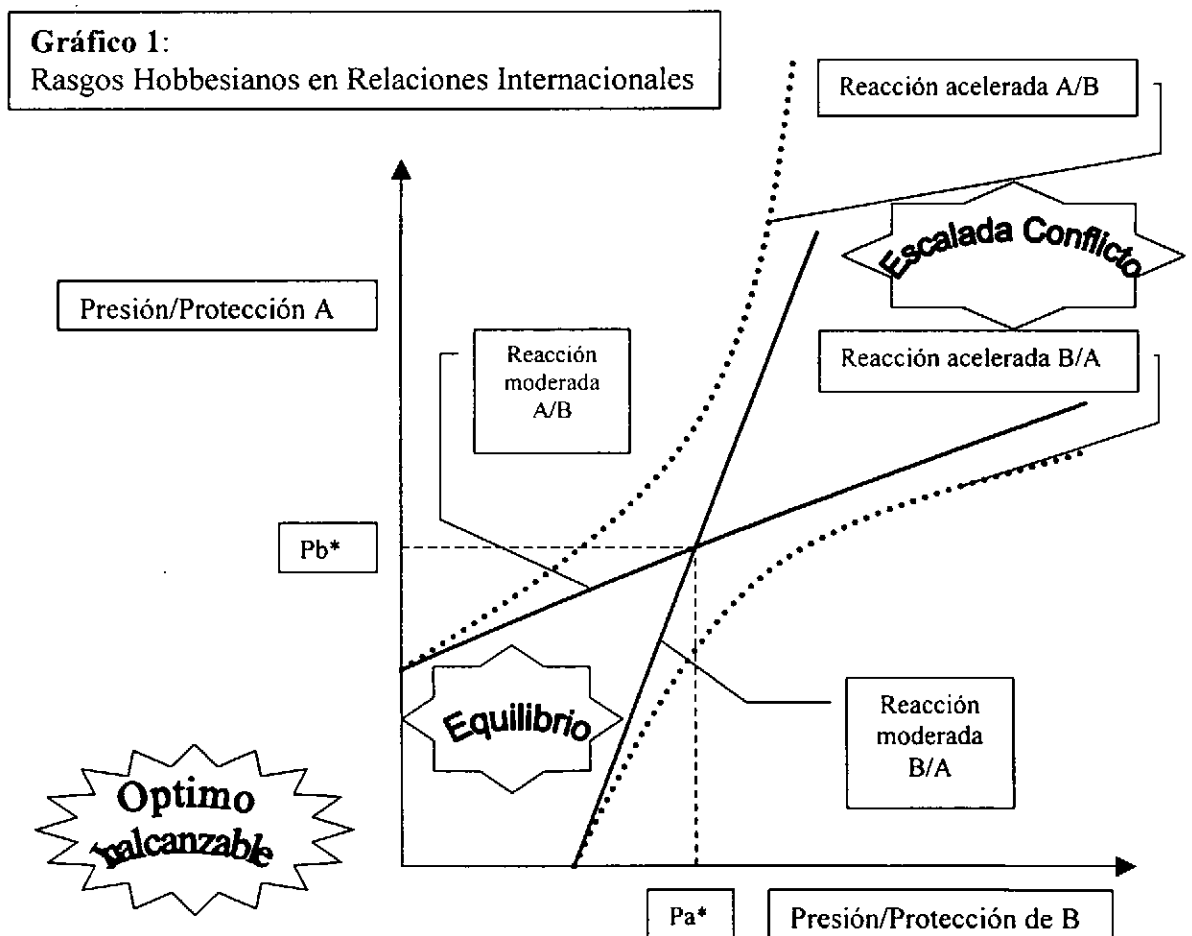 Gráfico 1:
Rasgos Hobbesianos en Relaciones Internacionales
Reacción acelerada A/B
Escalada Conflicto
Presión/Protección A
Reacción
moderada
A/B
Reacción acelerada B/A
Pb*
Equilibrio
Reacción
moderada
B/A
Optimo
Inalcanzable
Pa*
Presión/Protección de B